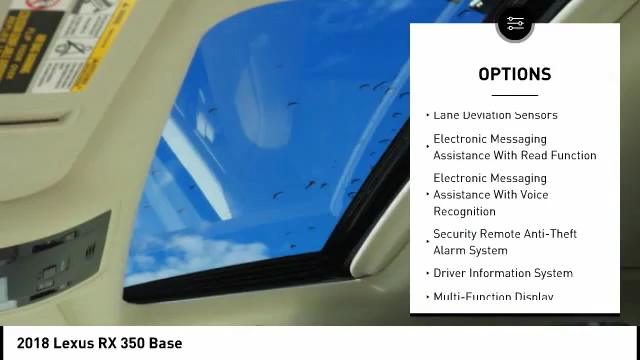 OPTIONS
Lane Deviation Sensors
Electronic Messaging
Assistance With Read Function
Electronic Messaging
Assistance With Voice
Recognition
Security Remote Anti-Theft
Alarm System
Driver Information System
Multi-Function Display
2018 Lexus RX 350 Base